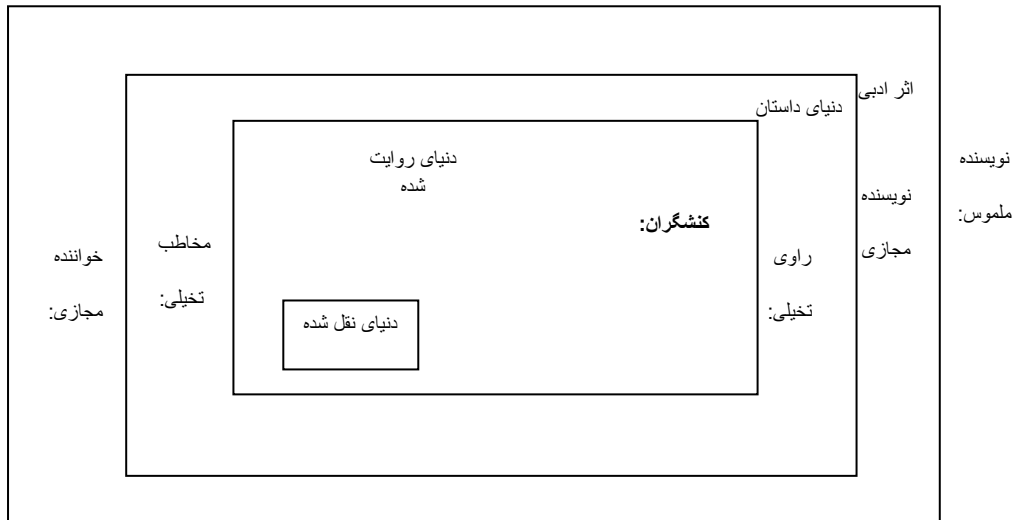 اثر ادبی
دنیای داستان
دنیای روایت
شده
نویسنده
ملموس:
نویسنده
مجازی
کنشگران:
راوی
تخیلی:
مخاطب
تخیلی:
خواننده
مجازی:
دنیای نقل شده